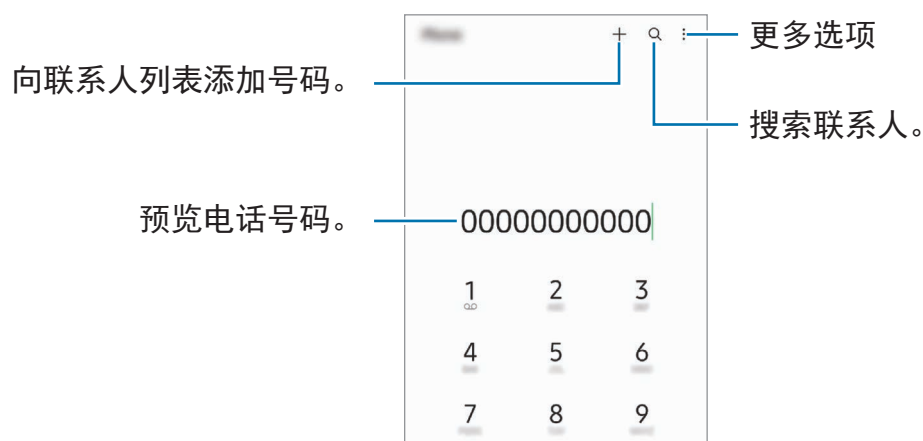 更多选项
向联系人列表添加号码。
搜索联系人。
预览电话号码。
00000000000
1 2 3
4 5 6
7 8 9